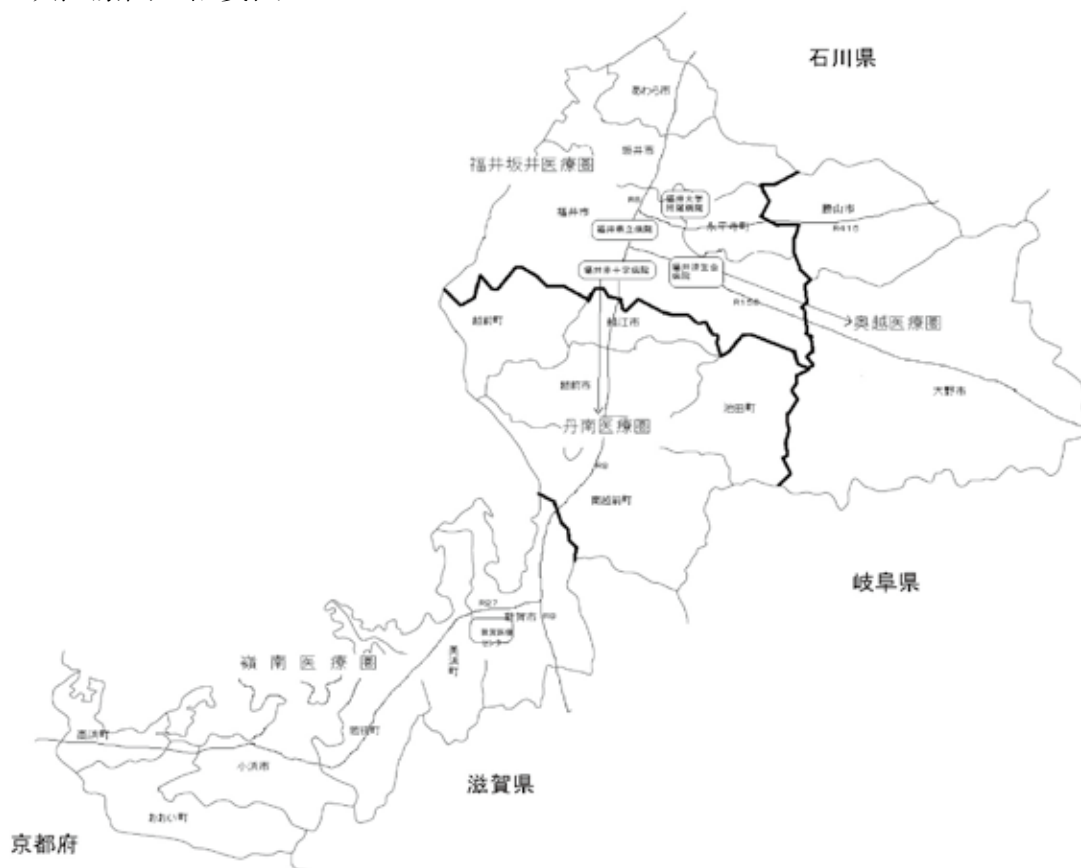 石川県
あわら市
坂井市
福井坂井医療圏
福井大学
附属病院
勝山市
福井市
永平寺町
R416
福井県立病院
福井赤十字病院
福井済生会
病院
R158
奥越医療圏
越前町
鯖江市
越前市
池田町
大野市
丹南医療圏
南越前町
岐阜県
R27
敦賀市
嶺南医療圏
美浜町
高浜町
小浜市
滋賀県
おおい町
京都府